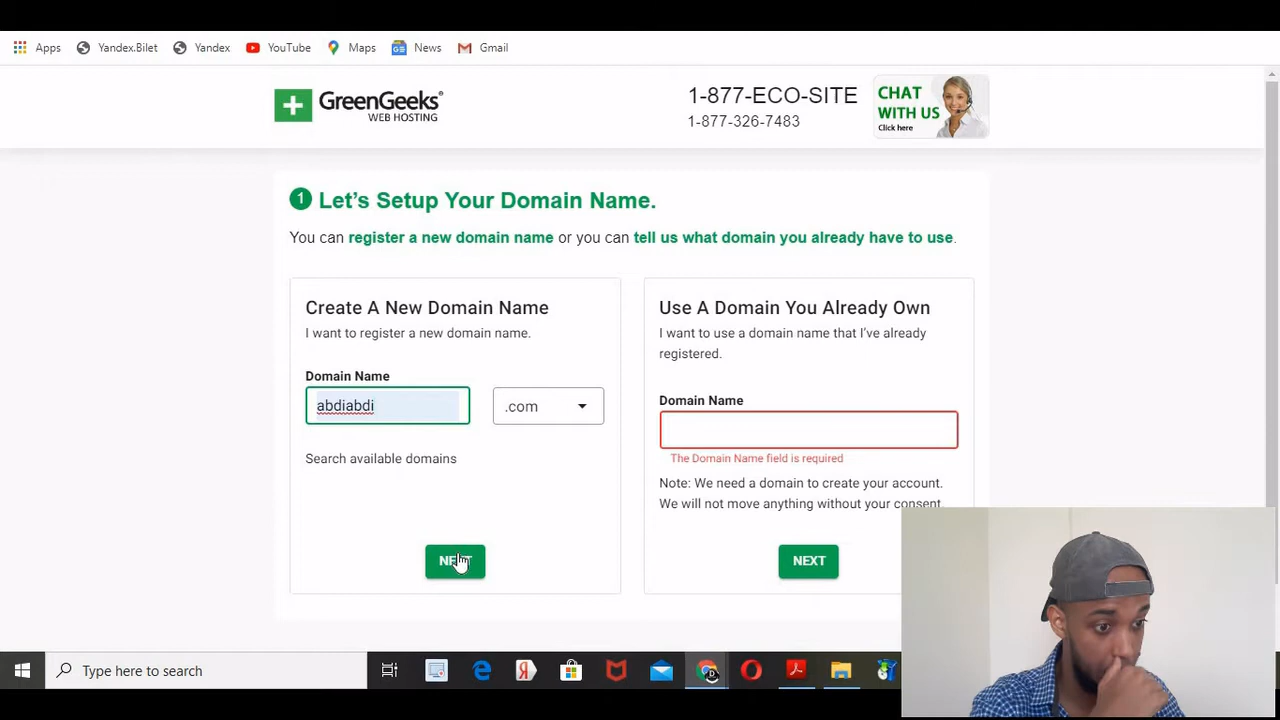 Apps
Yandex.Bilet
Yandex
YouTube
Maps
News
Gmail
GreenGeeks
WEB HOSTING
1-877-ECO-SITE
1-877-326-7483
CHAT
WITH US
Click here
1 Let's Setup Your Domain Name.
You can register a new domain name or you can tell us what domain you already have to use.
Create A New Domain Name
I want to register a new domain name.
Domain Name
abdiabdi
.com
Search available domains
NEXT
Use A Domain You Already Own
I want to use a domain name that I've already
registered.
Domain Name
The Domain Name field is required
Note: We need a domain to create your account.
We will not move anything without your consent.
NEXT
Type here to search